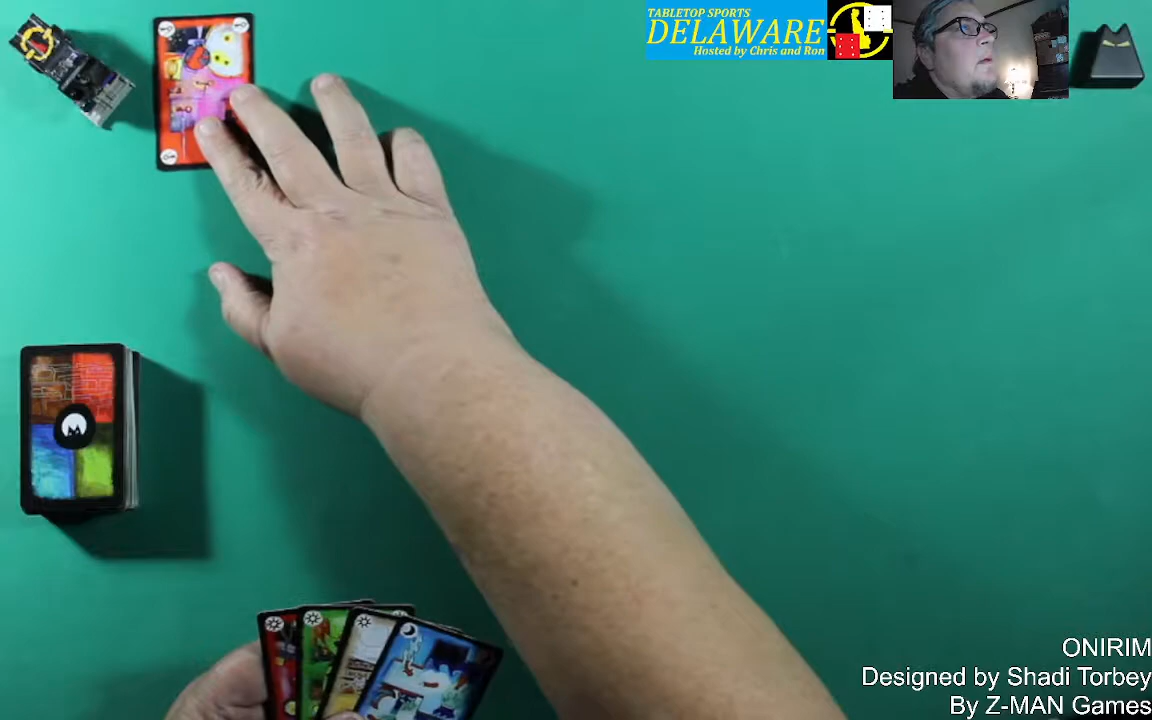 TABLETOP SPORTS
DELAWARE
Hosted by Chris and Ron
ONIRIM
Designed by Shadi Torbey
By Z-MAN Games